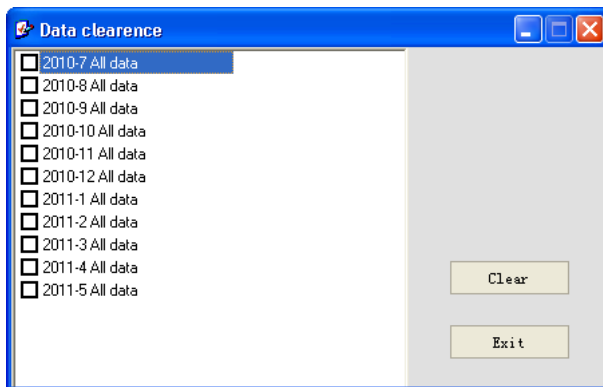 Data clearence
2010-7 All data
2010-8 All data
2010-9 All data
2010-10 All data
2010-11 All data
2010-12 All data
2011-1 All data
2011-2 All data
2011-3 All data
2011-4 All data
2011-5 All data
Clear
Exit